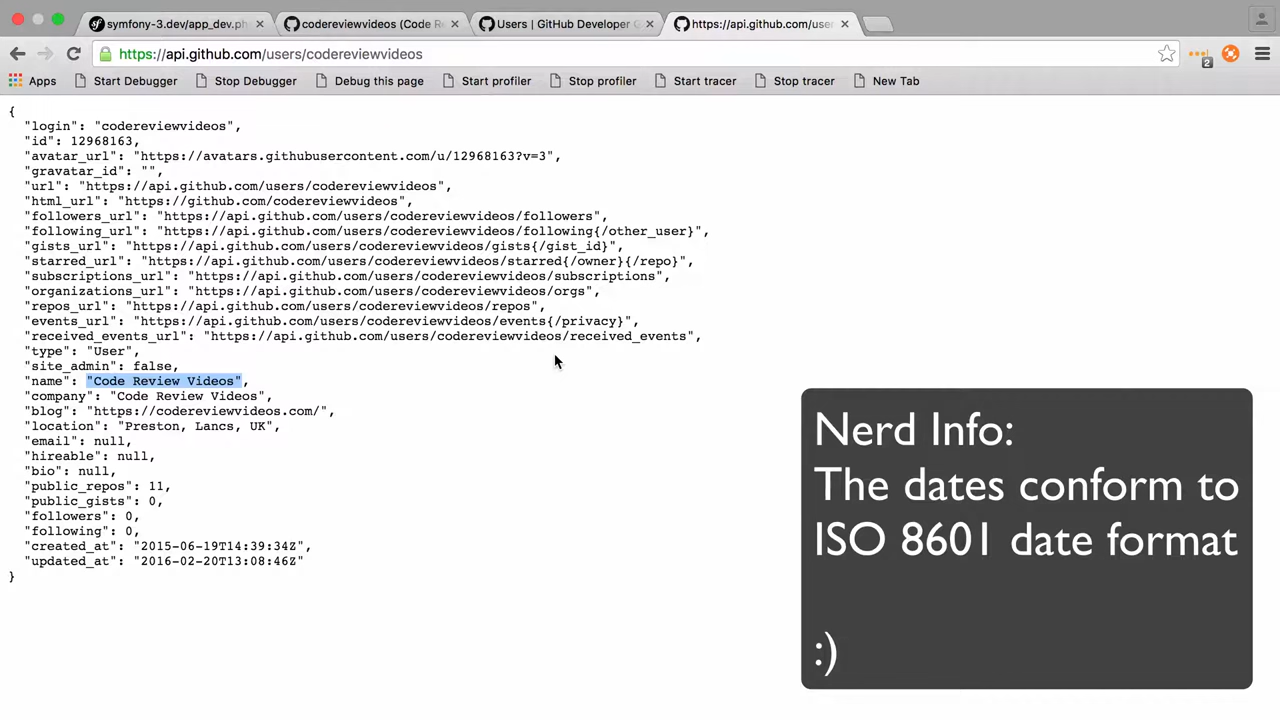 symfony-3.dev/app_dev.ph
codereviewvideos (Code R
Users | GitHub Developer G
https://api.github.com/user
https://api.github.com/users/codereviewvideos
2
Apps
Start Debugger
Stop Debugger
Debug this page
Start profiler
Stop profiler
Start tracer
Stop tracer
New Tab
{
"login": "codereviewvideos",
"id": 12968163,
"avatar_url": "https://avatars.githubusercontent.com/u/12968163?v=3",
"gravatar_id": "",
"url": "https://api.github.com/users/codereviewvideos",
"html_url": "https://github.com/codereviewvideos",
"followers_url": "https://api.github.com/users/codereviewvideos/followers",
"following_url": "https://api.github.com/users/codereviewvideos/following{/other_user}",
"gists_url": "https://api.github.com/users/codereviewvideos/gists{/gist_id}",
"starred_url": "https://api.github.com/users/codereviewvideos/starred{/owner}{/repo}",
"subscriptions_url": "https://api.github.com/users/codereviewvideos/subscriptions",
"organizations_url": "https://api.github.com/users/codereviewvideos/orgs",
"repos_url": "https://api.github.com/users/codereviewvideos/repos",
"events_url": "https://api.github.com/users/codereviewvideos/events{/privacy}",
"received_events_url": "https://api.github.com/users/codereviewvideos/received_events",
"type": "User",
"site_admin": false,
"name": "Code Review Videos",
"company": "Code Review Videos",
"blog": "https://codereviewvideos.com/",
"location": "Preston, Lancs, UK",
"email": null,
"hireable": null,
"bio": null,
"public_repos": 11,
"public_gists": 0,
"followers": 0,
"following": 0,
"created_at": "2015-06-19T14:39:34Z",
"updated_at": "2016-02-20T13:08:46Z"
}
Nerd Info:
The dates conform to
ISO 8601 date format
:)